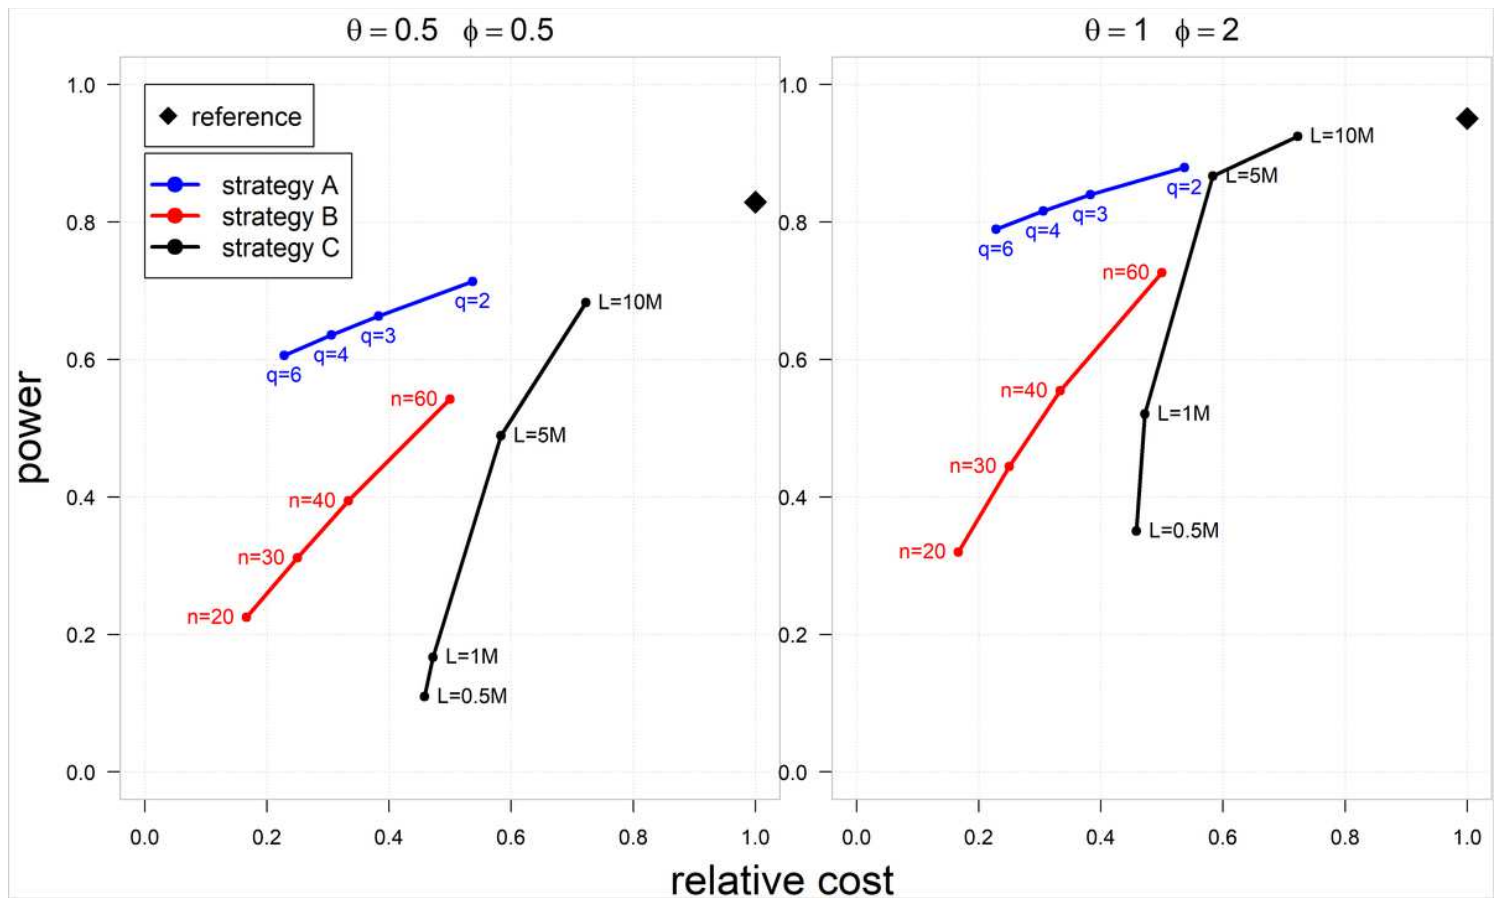 θ = 0.5 ϕ = 0.5
θ = 1 ϕ = 2
1.0
0.8
0.6
0.4
0.2
0.0
power
reference
strategy A
strategy B
strategy C
q=2
q=3
q=4
q=6
n=60
n=40
n=30
n=20
L=10M
L=5M
L=1M
L=0.5M
0.0 0.2 0.4 0.6 0.8 1.0
1.0
0.8
0.6
0.4
0.2
0.0
q=2
q=3
q=4
q=6
n=60
n=40
n=30
n=20
L=10M
L=5M
L=1M
L=0.5M
0.0 0.2 0.4 0.6 0.8 1.0
relative cost